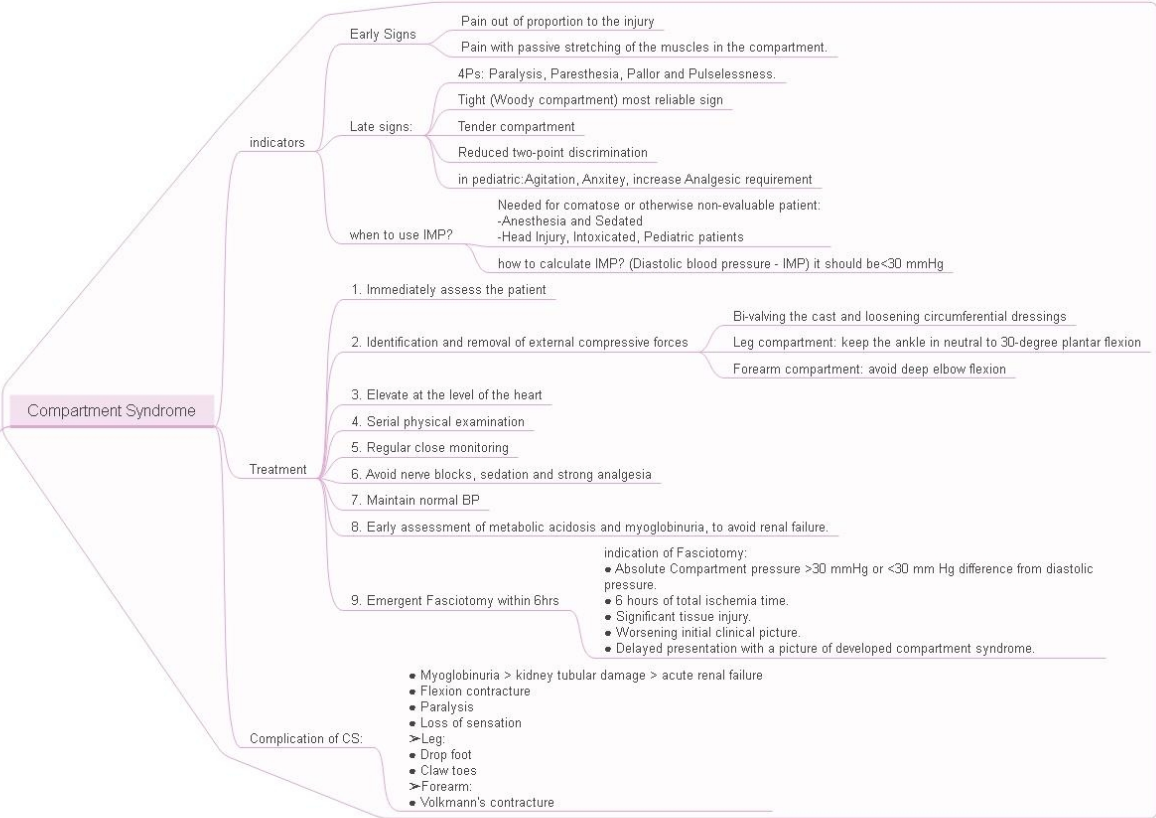 Compartment Syndrome
indicators
Early Signs
Pain out of proportion to the injury
Pain with passive stretching of the muscles in the compartment.
Late signs:
4Ps: Paralysis, Paresthesia, Pallor and Pulselessness.
Tight (Woody compartment) most reliable sign
Tender compartment
Reduced two-point discrimination
in pediatric:Agitation, Anxitey, increase Analgesic requirement
when to use IMP?
Needed for comatose or otherwise non-evaluable patient:
-Anesthesia and Sedated
-Head Injury, Intoxicated, Pediatric patients
how to calculate IMP? (Diastolic blood pressure - IMP) it should be<30 mmHg
Treatment
1. Immediately assess the patient
2. Identification and removal of external compressive forces
Bi-valving the cast and loosening circumferential dressings
Leg compartment: keep the ankle in neutral to 30-degree plantar flexion
Forearm compartment: avoid deep elbow flexion
3. Elevate at the level of the heart
4. Serial physical examination
5. Regular close monitoring
6. Avoid nerve blocks, sedation and strong analgesia
7. Maintain normal BP
8. Early assessment of metabolic acidosis and myoglobinuria, to avoid renal failure.
9. Emergent Fasciotomy within 6hrs
indication of Fasciotomy:
● Absolute Compartment pressure >30 mmHg or <30 mm Hg difference from diastolic
pressure.
● 6 hours of total ischemia time.
● Significant tissue injury.
● Worsening initial clinical picture.
● Delayed presentation with a picture of developed compartment syndrome.
Complication of CS:
● Myoglobinuria > kidney tubular damage > acute renal failure
● Flexion contracture
● Paralysis
● Loss of sensation
➢Leg:
● Drop foot
● Claw toes
➢Forearm:
● Volkmann's contracture